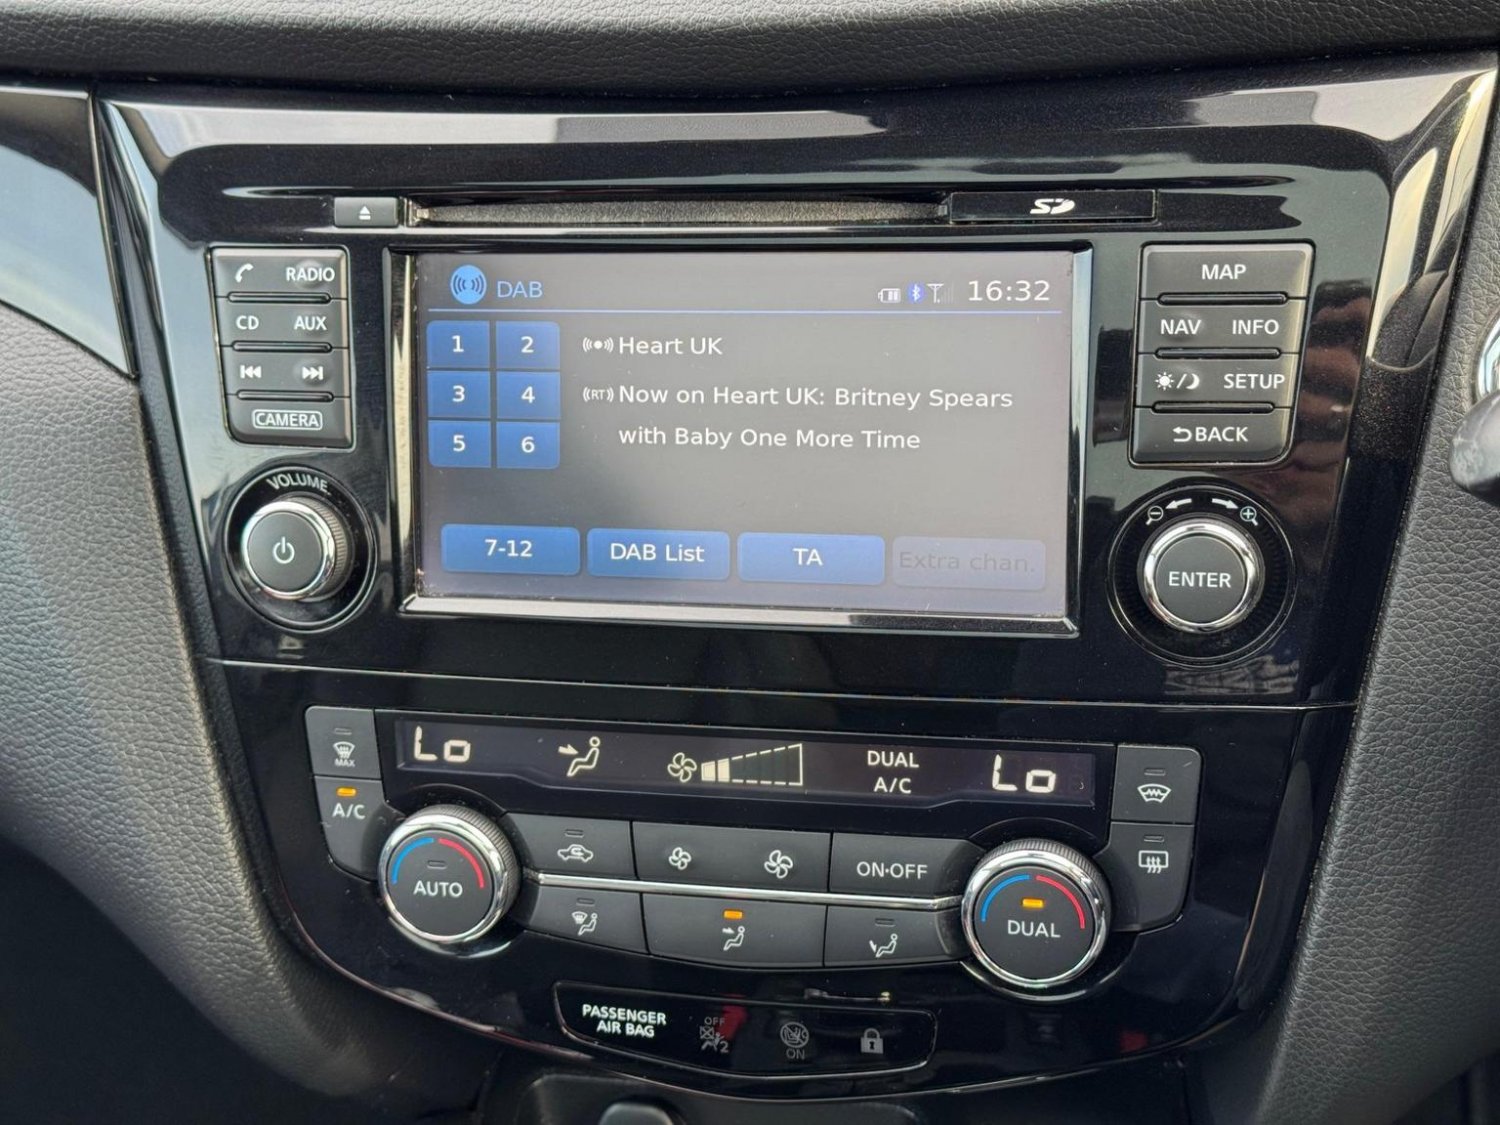 SD
RADIO
CD AUX
CAMERA
VOLUME
DAB
16:32
1 2
3 4
5 6
Heart UK
(RT) Now on Heart UK: Britney Spears
with Baby One More Time
7-12
DAB List
TA
Extra chan.
MAP
NAV INFO
SETUP
BACK
ENTER
MAX
A/C
Lo
DUAL
A/C
Lo
AUTO
ON·OFF
DUAL
PASSENGER
AIR BAG
OFF
2
ON